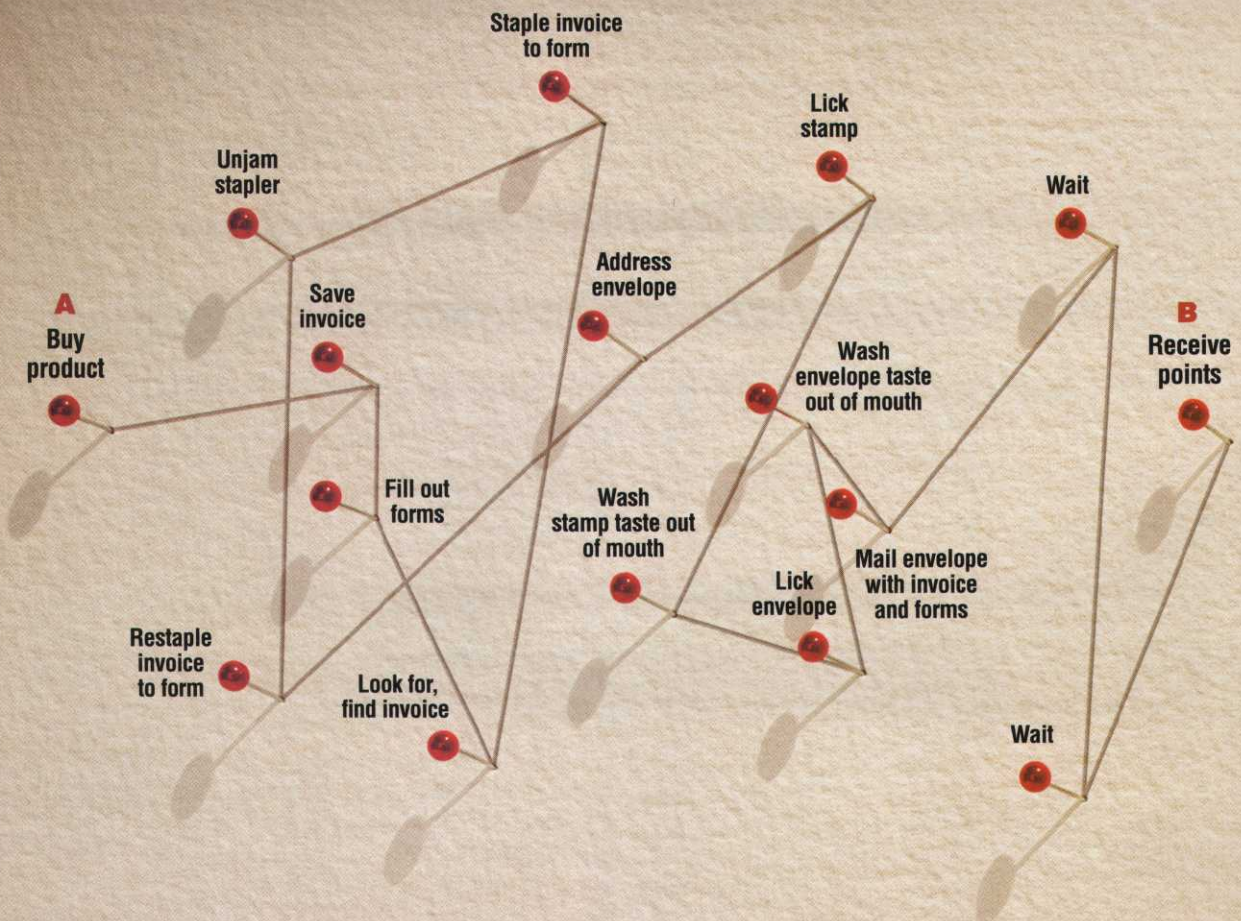 Staple invoice
to form
Lick
stamp
Unjam
stapler
Wait
Address
envelope
Save
invoice
A
Buy
product
B
Receive
points
Wash
envelope taste
out of mouth
Fill out
forms
Wash
stamp taste out
of mouth
Mail envelope
with invoice
and forms
Lick
envelope
Restaple
invoice
to form
Look for,
find invoice
Wait